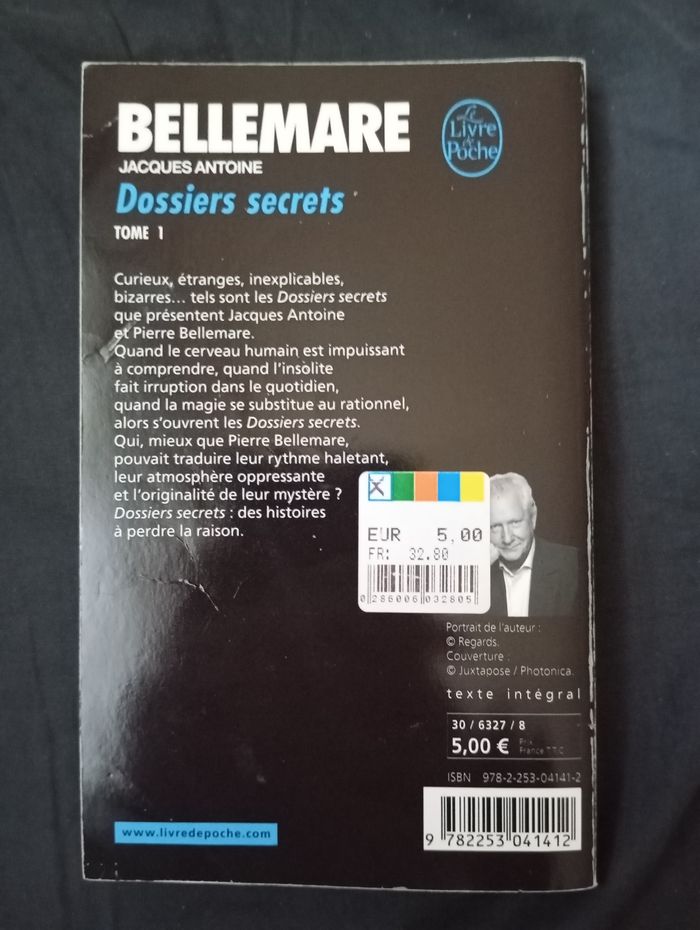 BELLEMARE
JACQUES ANTOINE
Dossiers secrets
TOME 1
Le
Livre
de
Poche
Curieux, étranges, inexplicables,
bizarres... tels sont les Dossiers secrets
que présentent Jacques Antoine
et Pierre Bellemare.
Quand le cerveau humain est impuissant
à comprendre, quand l'insolite
fait irruption dans le quotidien,
quand la magie se substitue au rationnel,
alors s'ouvrent les Dossiers secrets.
Qui, mieux que Pierre Bellemare,
pouvait traduire leur rythme haletant,
leur atmosphère oppressante
et l'originalité de leur mystère ?
Dossiers secrets : des histoires
à perdre la raison.
EUR 5,00
FR: 32.80
0 286006 032805
Portrait de l'auteur :
© Regards.
Couverture :
© Juxtapose / Photonica.
texte intégral
30 / 6327 / 8
5,00 € Prix
France T.T.C
ISBN 978-2-253-04141-2
9 782253 041412
www.livredepoche.com